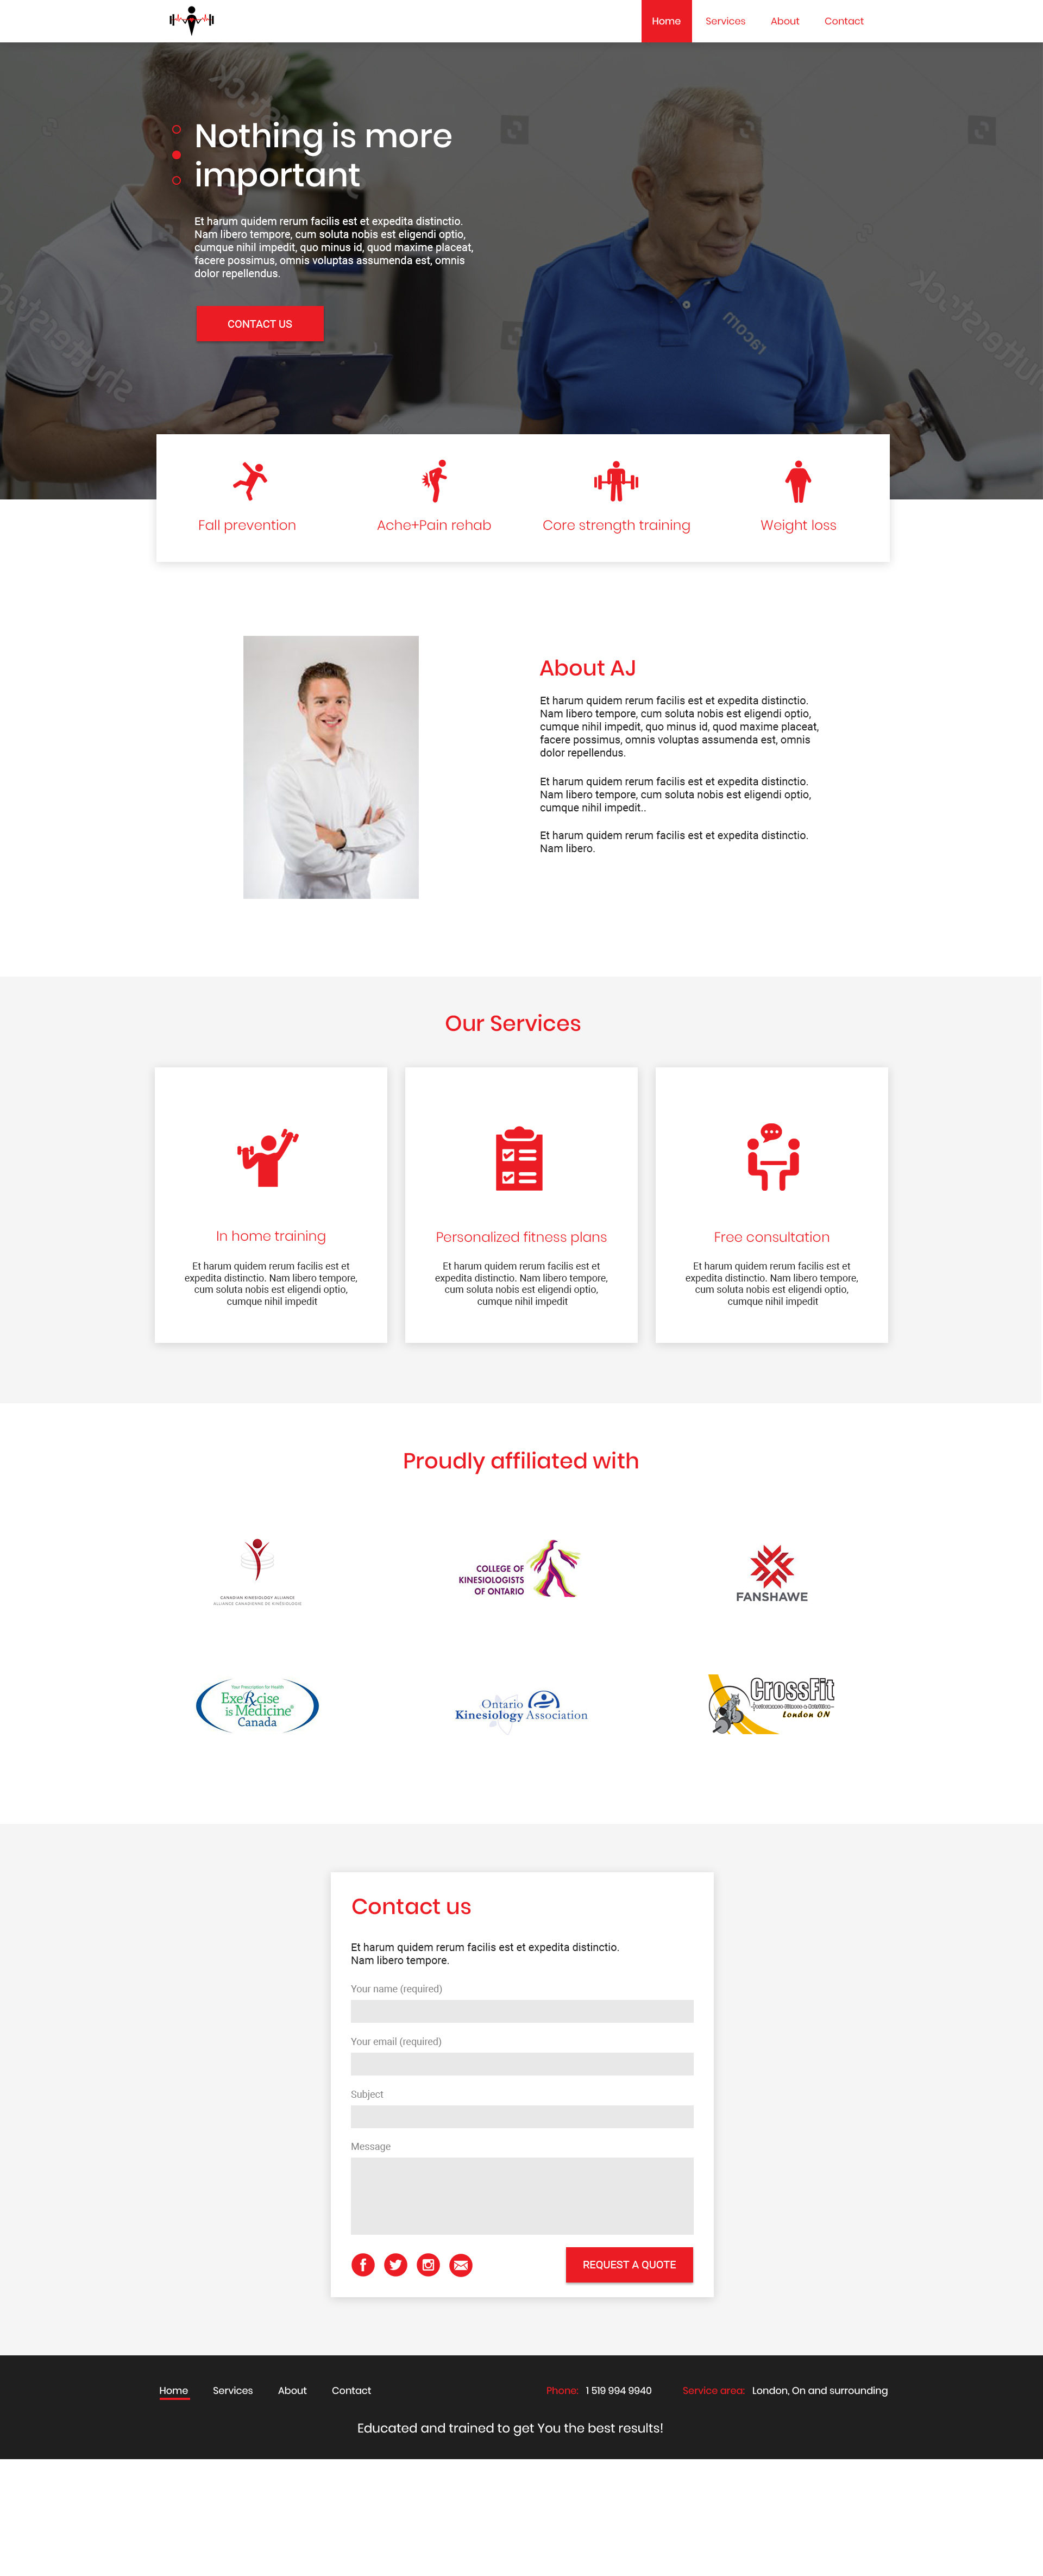 Home Services About Contact
Nothing is more
important
Et harum quidem rerum facilis est et expedita distinctio.
Nam libero tempore, cum soluta nobis est eligendi optio,
cumque nihil impedit, quo minus id, quod maxime placeat,
facere possimus, omnis voluptas assumenda est, omnis
dolor repellendus.
CONTACT US
Fall prevention
Ache+Pain rehab
Core strength training
Weight loss
About AJ
Et harum quidem rerum facilis est et expedita distinctio.
Nam libero tempore, cum soluta nobis est eligendi optio,
cumque nihil impedit, quo minus id, quod maxime placeat,
facere possimus, omnis voluptas assumenda est, omnis
dolor repellendus.
Et harum quidem rerum facilis est et expedita distinctio.
Nam libero tempore, cum soluta nobis est eligendi optio,
cumque nihil impedit..
Et harum quidem rerum facilis est et expedita distinctio.
Nam libero.
Our Services
In home training
Et harum quidem rerum facilis est et
expedita distinctio. Nam libero tempore,
cum soluta nobis est eligendi optio,
cumque nihil impedit
Personalized fitness plans
Et harum quidem rerum facilis est et
expedita distinctio. Nam libero tempore,
cum soluta nobis est eligendi optio,
cumque nihil impedit
Free consultation
Et harum quidem rerum facilis est et
expedita distinctio. Nam libero tempore,
cum soluta nobis est eligendi optio,
cumque nihil impedit
Proudly affiliated with
CANADIAN KINESIOLOGY ALLIANCE
ALLIANCE CANADIENNE DE KINÉSIOLOGIE
COLLEGE OF
KINESIOLOGISTS
OF ONTARIO
FANSHAWE
Your Prescription for Health
ExeRcise
is Medicine®
Canada
Ontario
Kinesiology Association
CrossFit
London ON
Contact us
Et harum quidem rerum facilis est et expedita distinctio.
Nam libero tempore.
Your name (required)
Your email (required)
Subject
Message
REQUEST A QUOTE
Home Services About Contact
Phone: 1 519 994 9940 Service area: London, On and surrounding
Educated and trained to get You the best results!